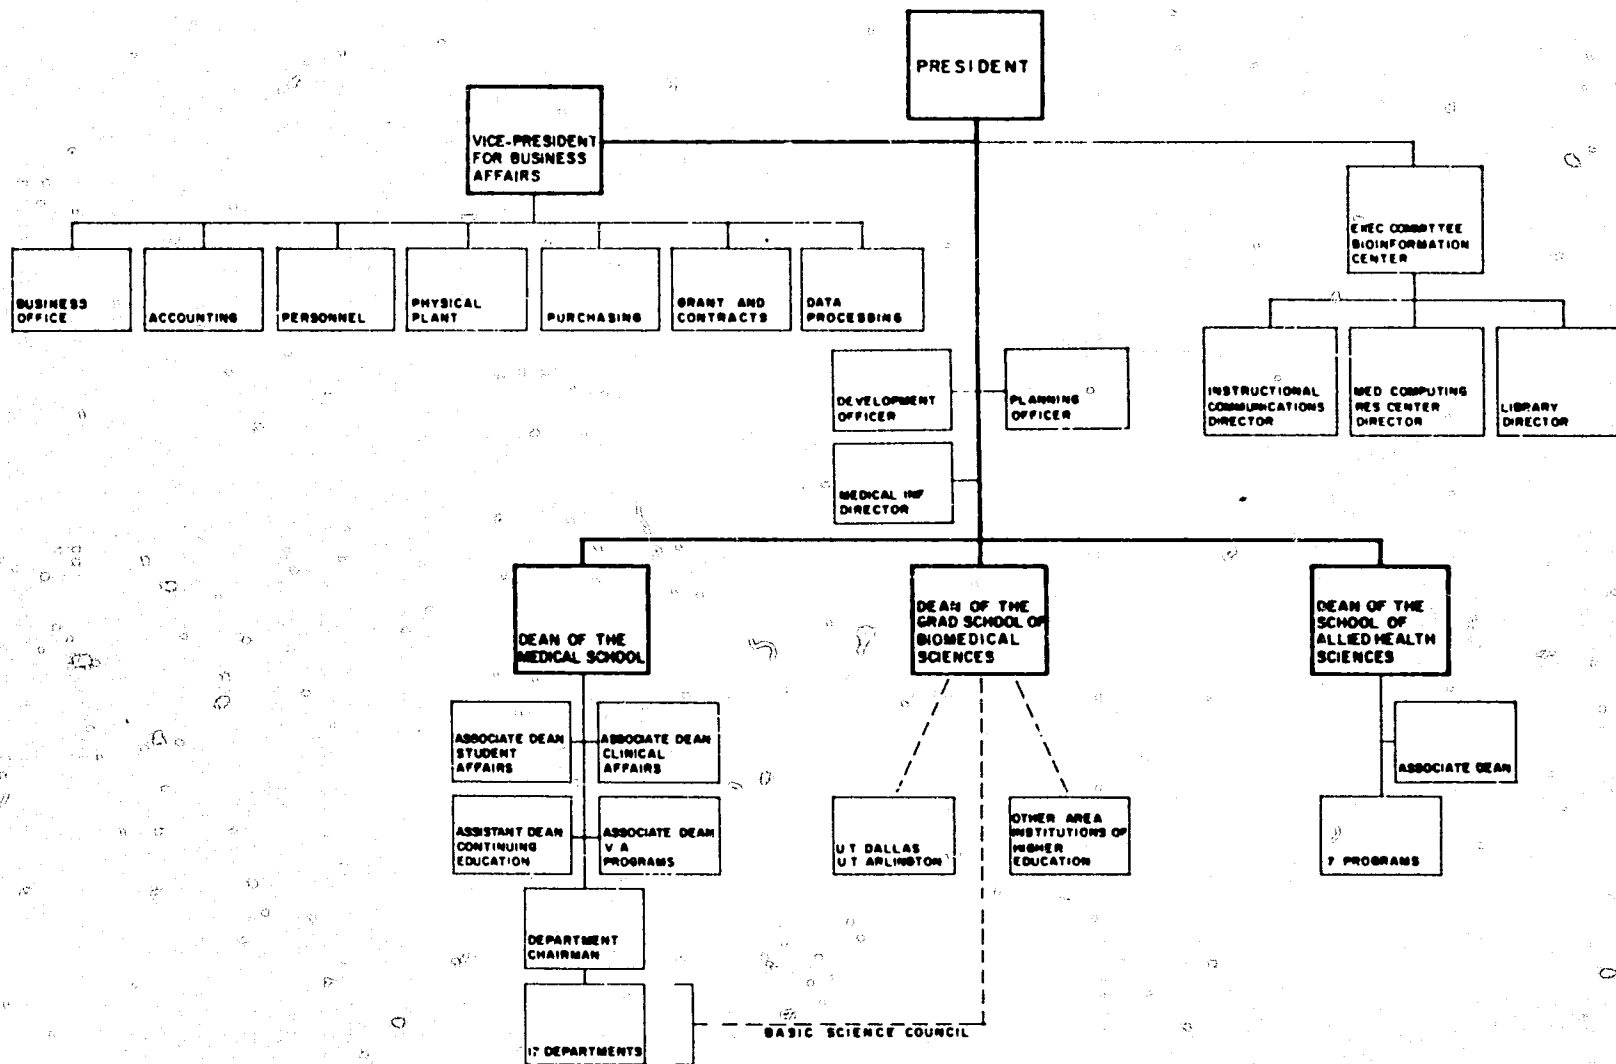 PRESIDENT
VICE-PRESIDENT
FOR BUSINESS
AFFAIRS
EXEC COMMITTEE
BIOINFORMATION
CENTER
BUSINESS
OFFICE
ACCOUNTING
PERSONNEL
PHYSICAL
PLANT
PURCHASING
GRANT AND
CONTRACTS
DATA
PROCESSING
DEVELOPMENT
OFFICER
PLANNING
OFFICER
INSTRUCTIONAL
COMMUNICATIONS
DIRECTOR
MED COMPUTING
RES CENTER
DIRECTOR
LIBRARY
DIRECTOR
MEDICAL INF
DIRECTOR
DEAN OF THE
MEDICAL SCHOOL
DEAN OF THE
GRAD SCHOOL OF
BIOMEDICAL
SCIENCES
DEAN OF THE
SCHOOL OF
ALLIED HEALTH
SCIENCES
ASSOCIATE DEAN
STUDENT
AFFAIRS
ASSOCIATE DEAN
CLINICAL
AFFAIRS
ASSOCIATE DEAN
ASSISTANT DEAN
CONTINUING
EDUCATION
ASSOCIATE DEAN
V A
PROGRAMS
U T DALLAS
U T ARLINGTON
OTHER AREA
INSTITUTIONS OF
HIGHER
EDUCATION
7 PROGRAMS
DEPARTMENT
CHAIRMAN
17 DEPARTMENTS
BASIC SCIENCE COUNCIL